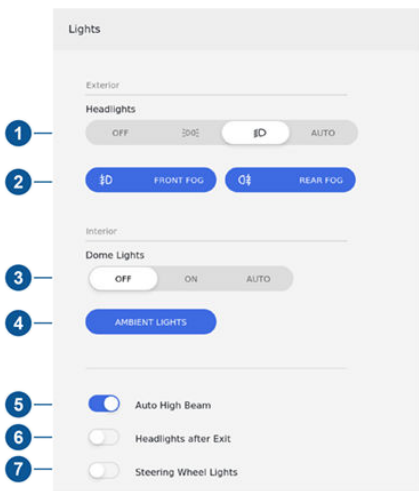 Lights
Exterior
Headlights
1 OFF AUTO
2 FRONT FOG REAR FOG
Interior
Dome Lights
3 OFF ON AUTO
4 AMBIENT LIGHTS
5 Auto High Beam
6 Headlights after Exit
7 Steering Wheel Lights